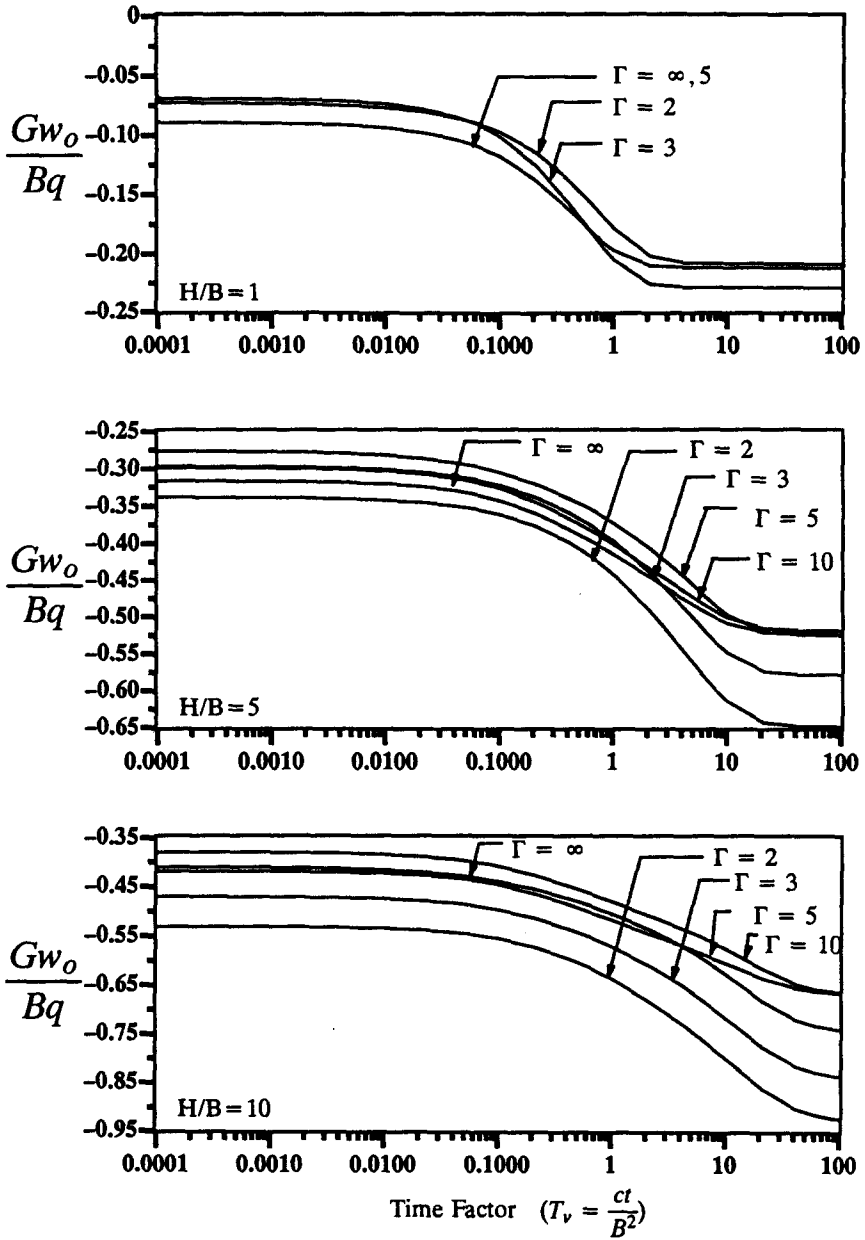 0
−0.05
Γ = ∞, 5
Γ = 2
Gw_o / Bq
−0.10
Γ = 3
−0.15
−0.20
H/B=1
−0.25
0.0001 0.0010 0.0100 0.1000 1 10 100
−0.25
Γ = ∞
Γ = 2
−0.30
Γ = 3
−0.35
Γ = 5
−0.40
Γ = 10
Gw_o / Bq
−0.45
−0.50
−0.55
−0.60
H/B=5
−0.65
0.0001 0.0010 0.0100 0.1000 1 10 100
−0.35
Γ = ∞
Γ = 2
Γ = 3
−0.45
Γ = 5
Γ = 10
−0.55
Gw_o / Bq
−0.65
−0.75
−0.85
H/B=10
−0.95
0.0001 0.0010 0.0100 0.1000 1 10 100
Time Factor (T_v = ct / B²)